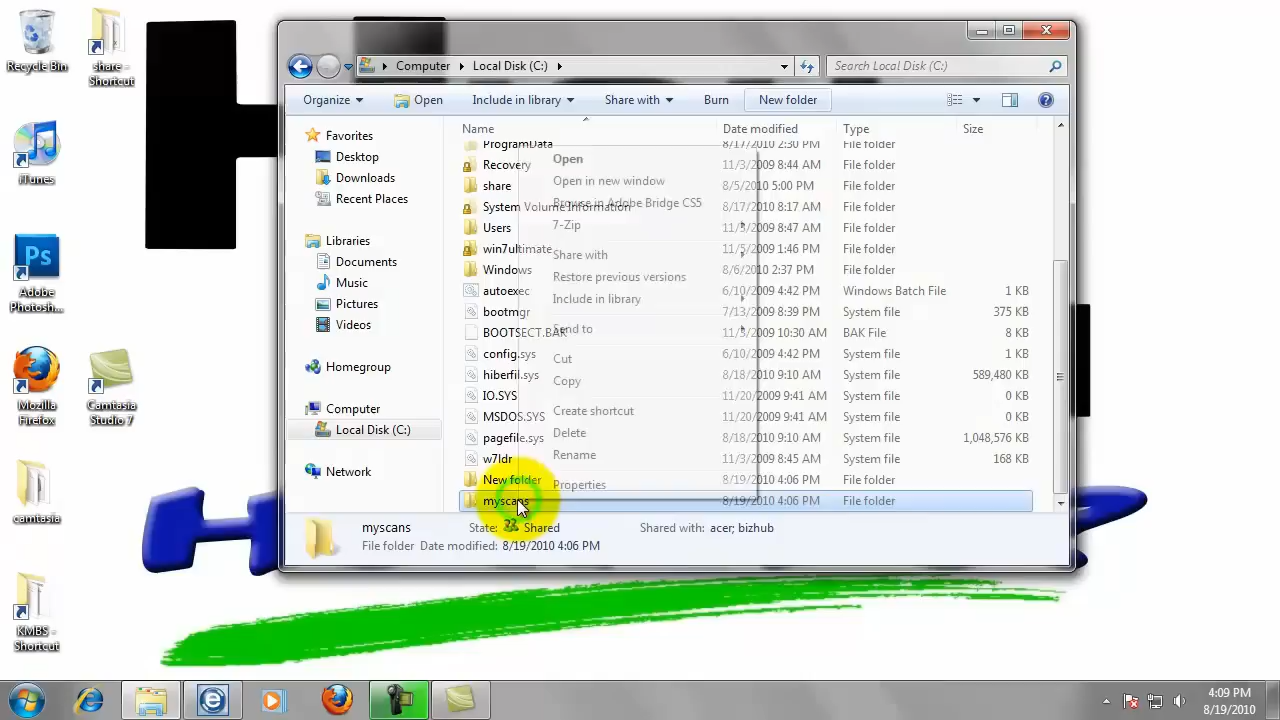 Recycle Bin
share -
Shortcut
iTunes
Ps
Adobe
Photosh...
Mozilla
Firefox
Camtasia
Studio 7
camtasia
KMBS -
Shortcut
Computer
Local Disk (C:)
Search Local Disk (C:)
Organize
Open
Include in library
Share with
Burn
New folder
Favorites
Desktop
Downloads
Recent Places
Libraries
Documents
Music
Pictures
Videos
Homegroup
Computer
Local Disk (C:)
Network
Name Date modified Type Size
ProgramData 8/17/2010 2:30 PM File folder
Recovery 11/3/2009 8:44 AM File folder
share 8/5/2010 5:00 PM File folder
System Volume Information 8/17/2010 8:17 AM File folder
Users 11/3/2009 8:47 AM File folder
win7ultimate 11/5/2009 1:46 PM File folder
Windows 8/6/2010 2:37 PM File folder
autoexec 6/10/2009 4:42 PM Windows Batch File 1 KB
bootmgr 7/13/2009 8:39 PM System file 375 KB
BOOTSECT.BAK 11/3/2009 10:30 AM BAK File 8 KB
config.sys 6/10/2009 4:42 PM System file 1 KB
hiberfil.sys 8/18/2010 9:10 AM System file 589,480 KB
IO.SYS 11/20/2009 9:41 AM System file 0 KB
MSDOS.SYS 11/20/2009 9:41 AM System file 0 KB
pagefile.sys 8/18/2010 9:10 AM System file 1,048,576 KB
w7ldr 11/3/2009 8:45 AM System file 168 KB
New folder 8/19/2010 4:06 PM File folder
myscans 8/19/2010 4:06 PM File folder
Open
Open in new window
Browse in Adobe Bridge CS5
7-Zip
Share with
Restore previous versions
Include in library
Send to
Cut
Copy
Create shortcut
Delete
Rename
Properties
myscans State: Shared Shared with: acer; bizhub
File folder Date modified: 8/19/2010 4:06 PM
4:09 PM
8/19/2010